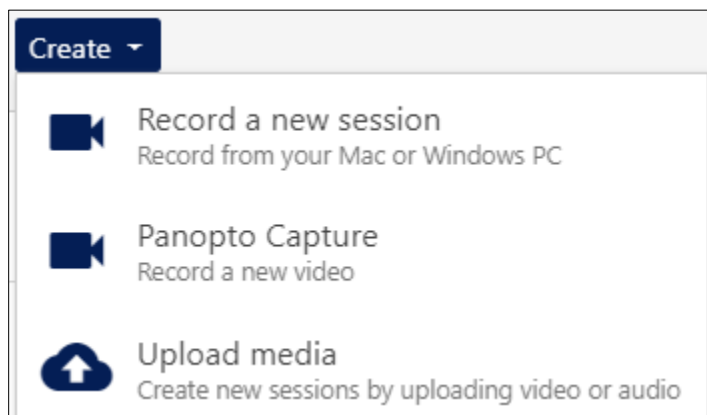 Create
Record a new session
Record from your Mac or Windows PC
Panopto Capture
Record a new video
Upload media
Create new sessions by uploading video or audio